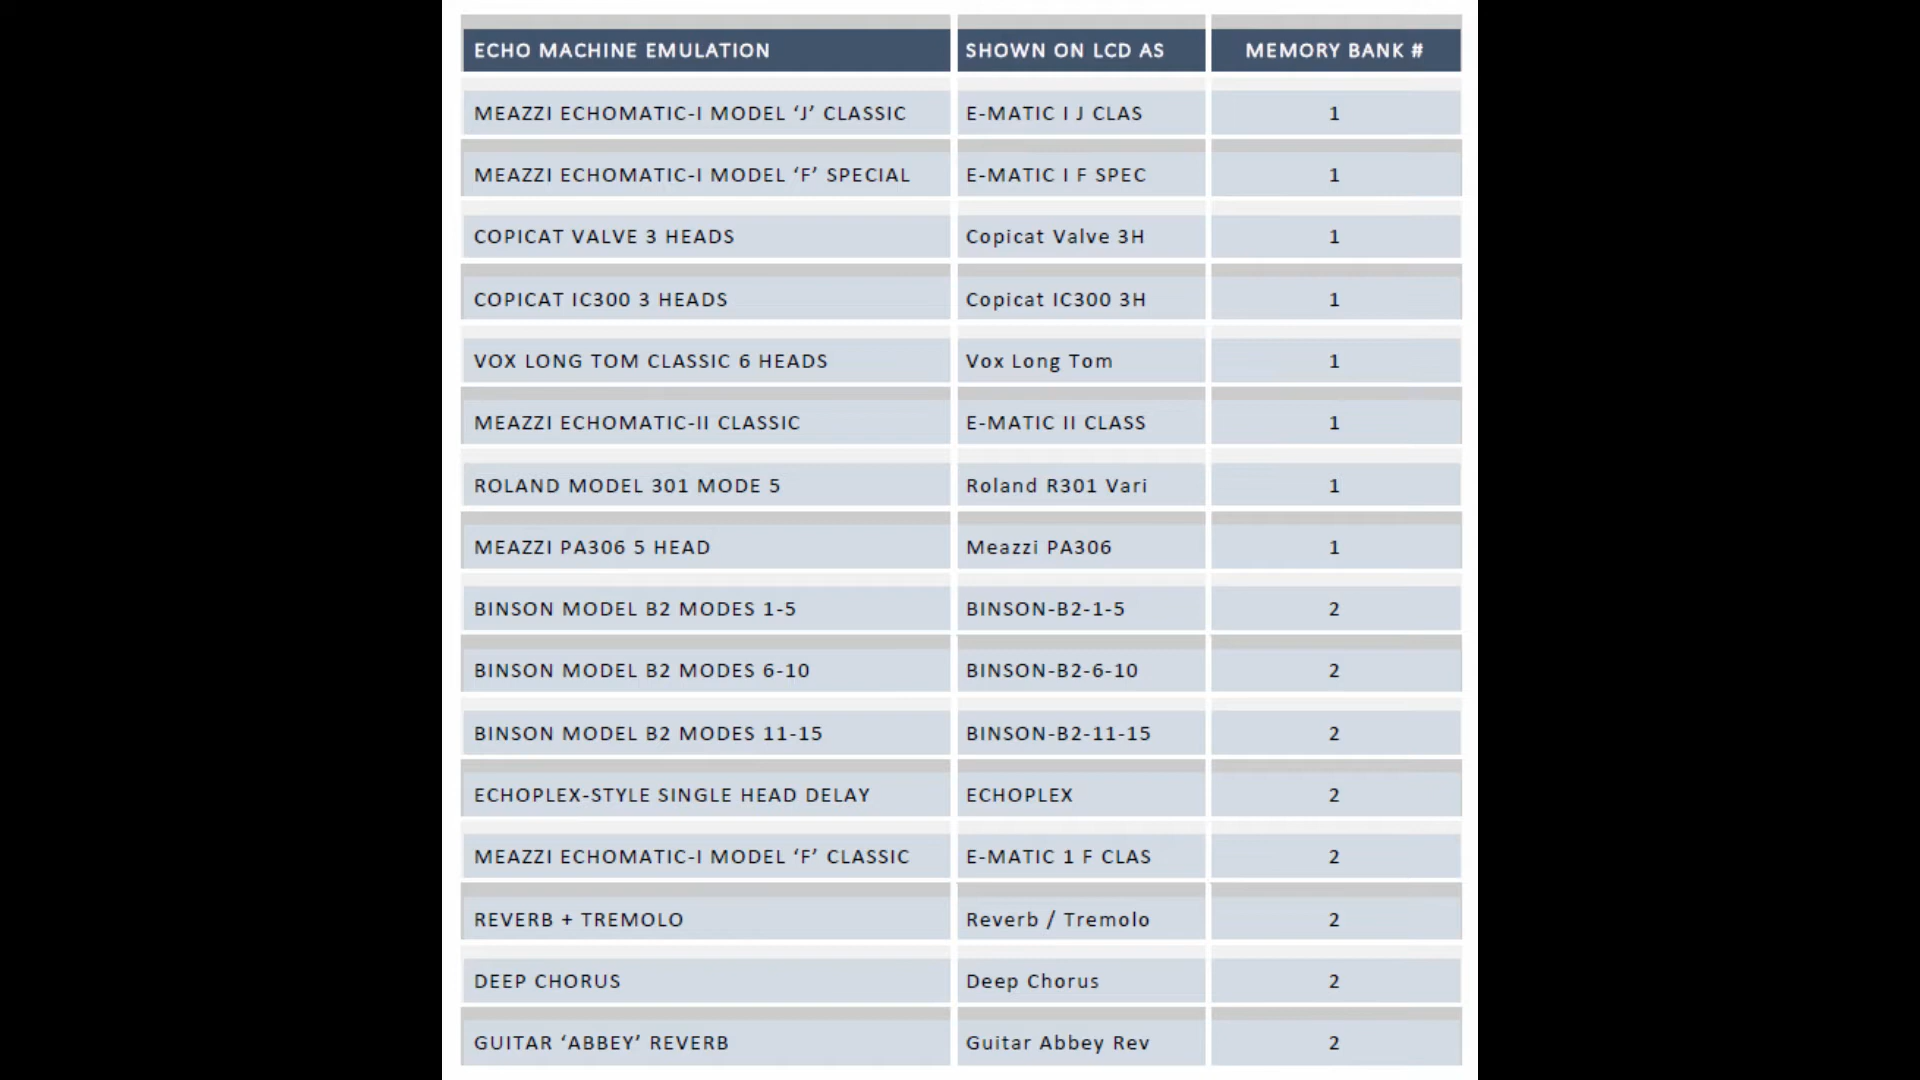 ECHO MACHINE EMULATION SHOWN ON LCD AS MEMORY BANK #
MEAZZI ECHOMATIC-I MODEL ‘J’ CLASSIC E-MATIC I J CLAS 1
MEAZZI ECHOMATIC-I MODEL ‘F’ SPECIAL E-MATIC I F SPEC 1
COPICAT VALVE 3 HEADS Copicat Valve 3H 1
COPICAT IC300 3 HEADS Copicat IC300 3H 1
VOX LONG TOM CLASSIC 6 HEADS Vox Long Tom 1
MEAZZI ECHOMATIC-II CLASSIC E-MATIC II CLASS 1
ROLAND MODEL 301 MODE 5 Roland R301 Vari 1
MEAZZI PA306 5 HEAD Meazzi PA306 1
BINSON MODEL B2 MODES 1-5 BINSON-B2-1-5 2
BINSON MODEL B2 MODES 6-10 BINSON-B2-6-10 2
BINSON MODEL B2 MODES 11-15 BINSON-B2-11-15 2
ECHOPLEX-STYLE SINGLE HEAD DELAY ECHOPLEX 2
MEAZZI ECHOMATIC-I MODEL ‘F’ CLASSIC E-MATIC 1 F CLAS 2
REVERB + TREMOLO Reverb / Tremolo 2
DEEP CHORUS Deep Chorus 2
GUITAR ‘ABBEY’ REVERB Guitar Abbey Rev 2